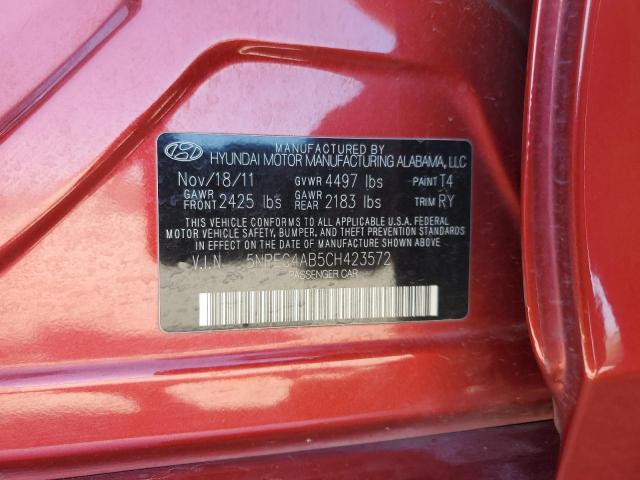 MANUFACTURED BY
HYUNDAI MOTOR MANUFACTURING ALABAMA, LLC
Nov/18/11 GVWR 4497 lbs PAINT T4
GAWR FRONT 2425 lbs GAWR REAR 2183 lbs TRIM RY
THIS VEHICLE CONFORMS TO ALL APPLICABLE U.S.A. FEDERAL
MOTOR VEHICLE SAFETY, BUMPER, AND THEFT PREVENTION STANDARDS
IN EFFECT ON THE DATE OF MANUFACTURE SHOWN ABOVE.
V.I.N. 5NPEC4AB5CH423572
PASSENGER CAR